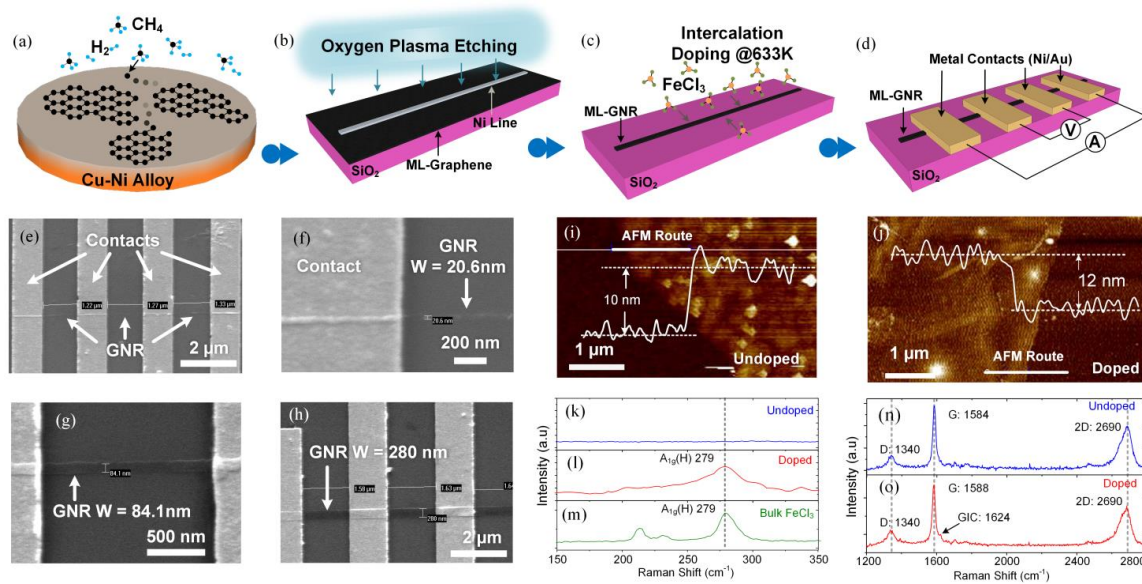 (a)
CH4
H2
Cu-Ni Alloy
(b)
Oxygen Plasma Etching
Ni Line
ML-Graphene
SiO2
(c)
Intercalation
Doping @633K
FeCl3
ML-GNR
SiO2
(d)
Metal Contacts (Ni/Au)
ML-GNR
SiO2
V
A
(e)
Contacts
1.22 µm
1.27 µm
1.33 µm
GNR
2 µm
(f)
GNR
W = 20.6nm
Contact
20.6 nm
200 nm
(g)
84.1 nm
GNR W = 84.1nm
500 nm
(h)
GNR W = 280 nm
1.58 µm
1.63 µm
1.64
280 nm
2 µm
(i)
AFM Route
10 nm
1 µm
Undoped
(j)
12 nm
1 µm
AFM Route
Doped
Intensity (a.u)
(k)
Undoped
(l)
A1g(H) 279
Doped
(m)
A1g(H) 279
Bulk FeCl3
150 200 250 300 350
Raman Shift (cm-1)
Intensity (a.u)
(n)
G: 1584
Undoped
2D: 2690
D: 1340
(o)
G: 1588
Doped
2D: 2690
D: 1340
GIC: 1624
1200 1600 2000 2400 280
Raman Shift (cm-1)